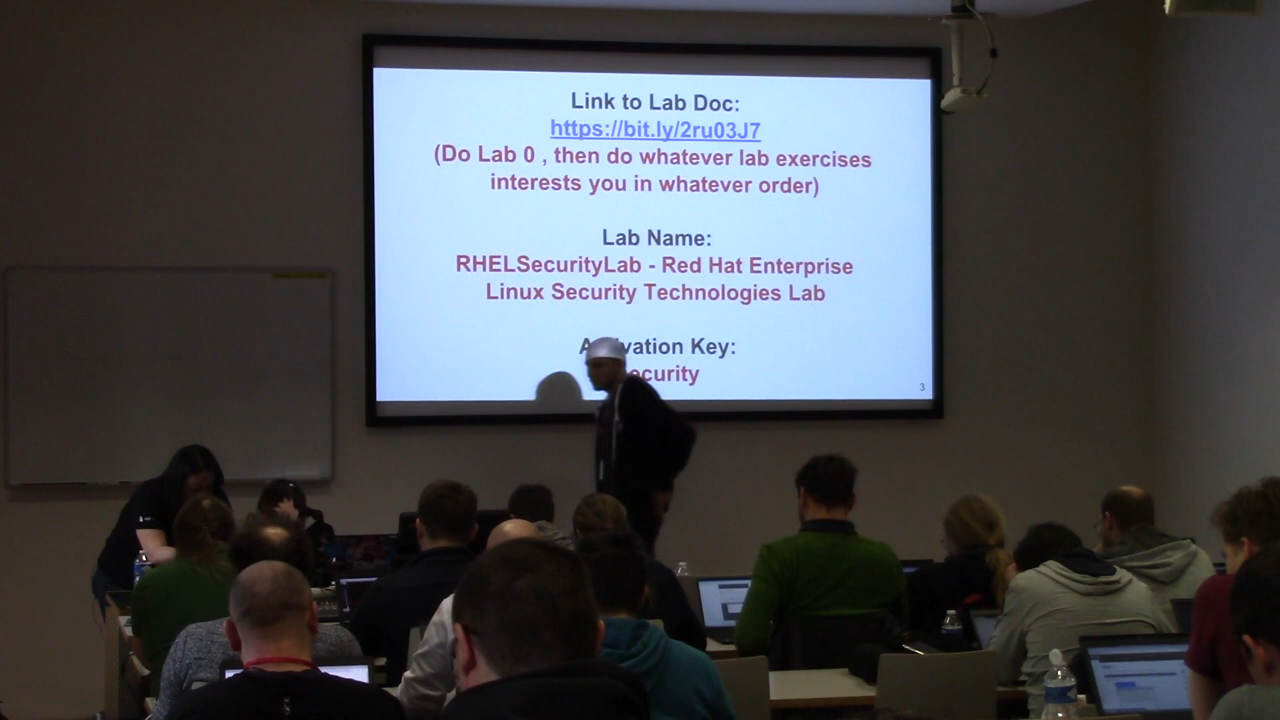 Link to Lab Doc:
https://bit.ly/2ru03J7
(Do Lab 0 , then do whatever lab exercises
interests you in whatever order)
Lab Name:
RHELSecurityLab - Red Hat Enterprise
Linux Security Technologies Lab
Key:
3